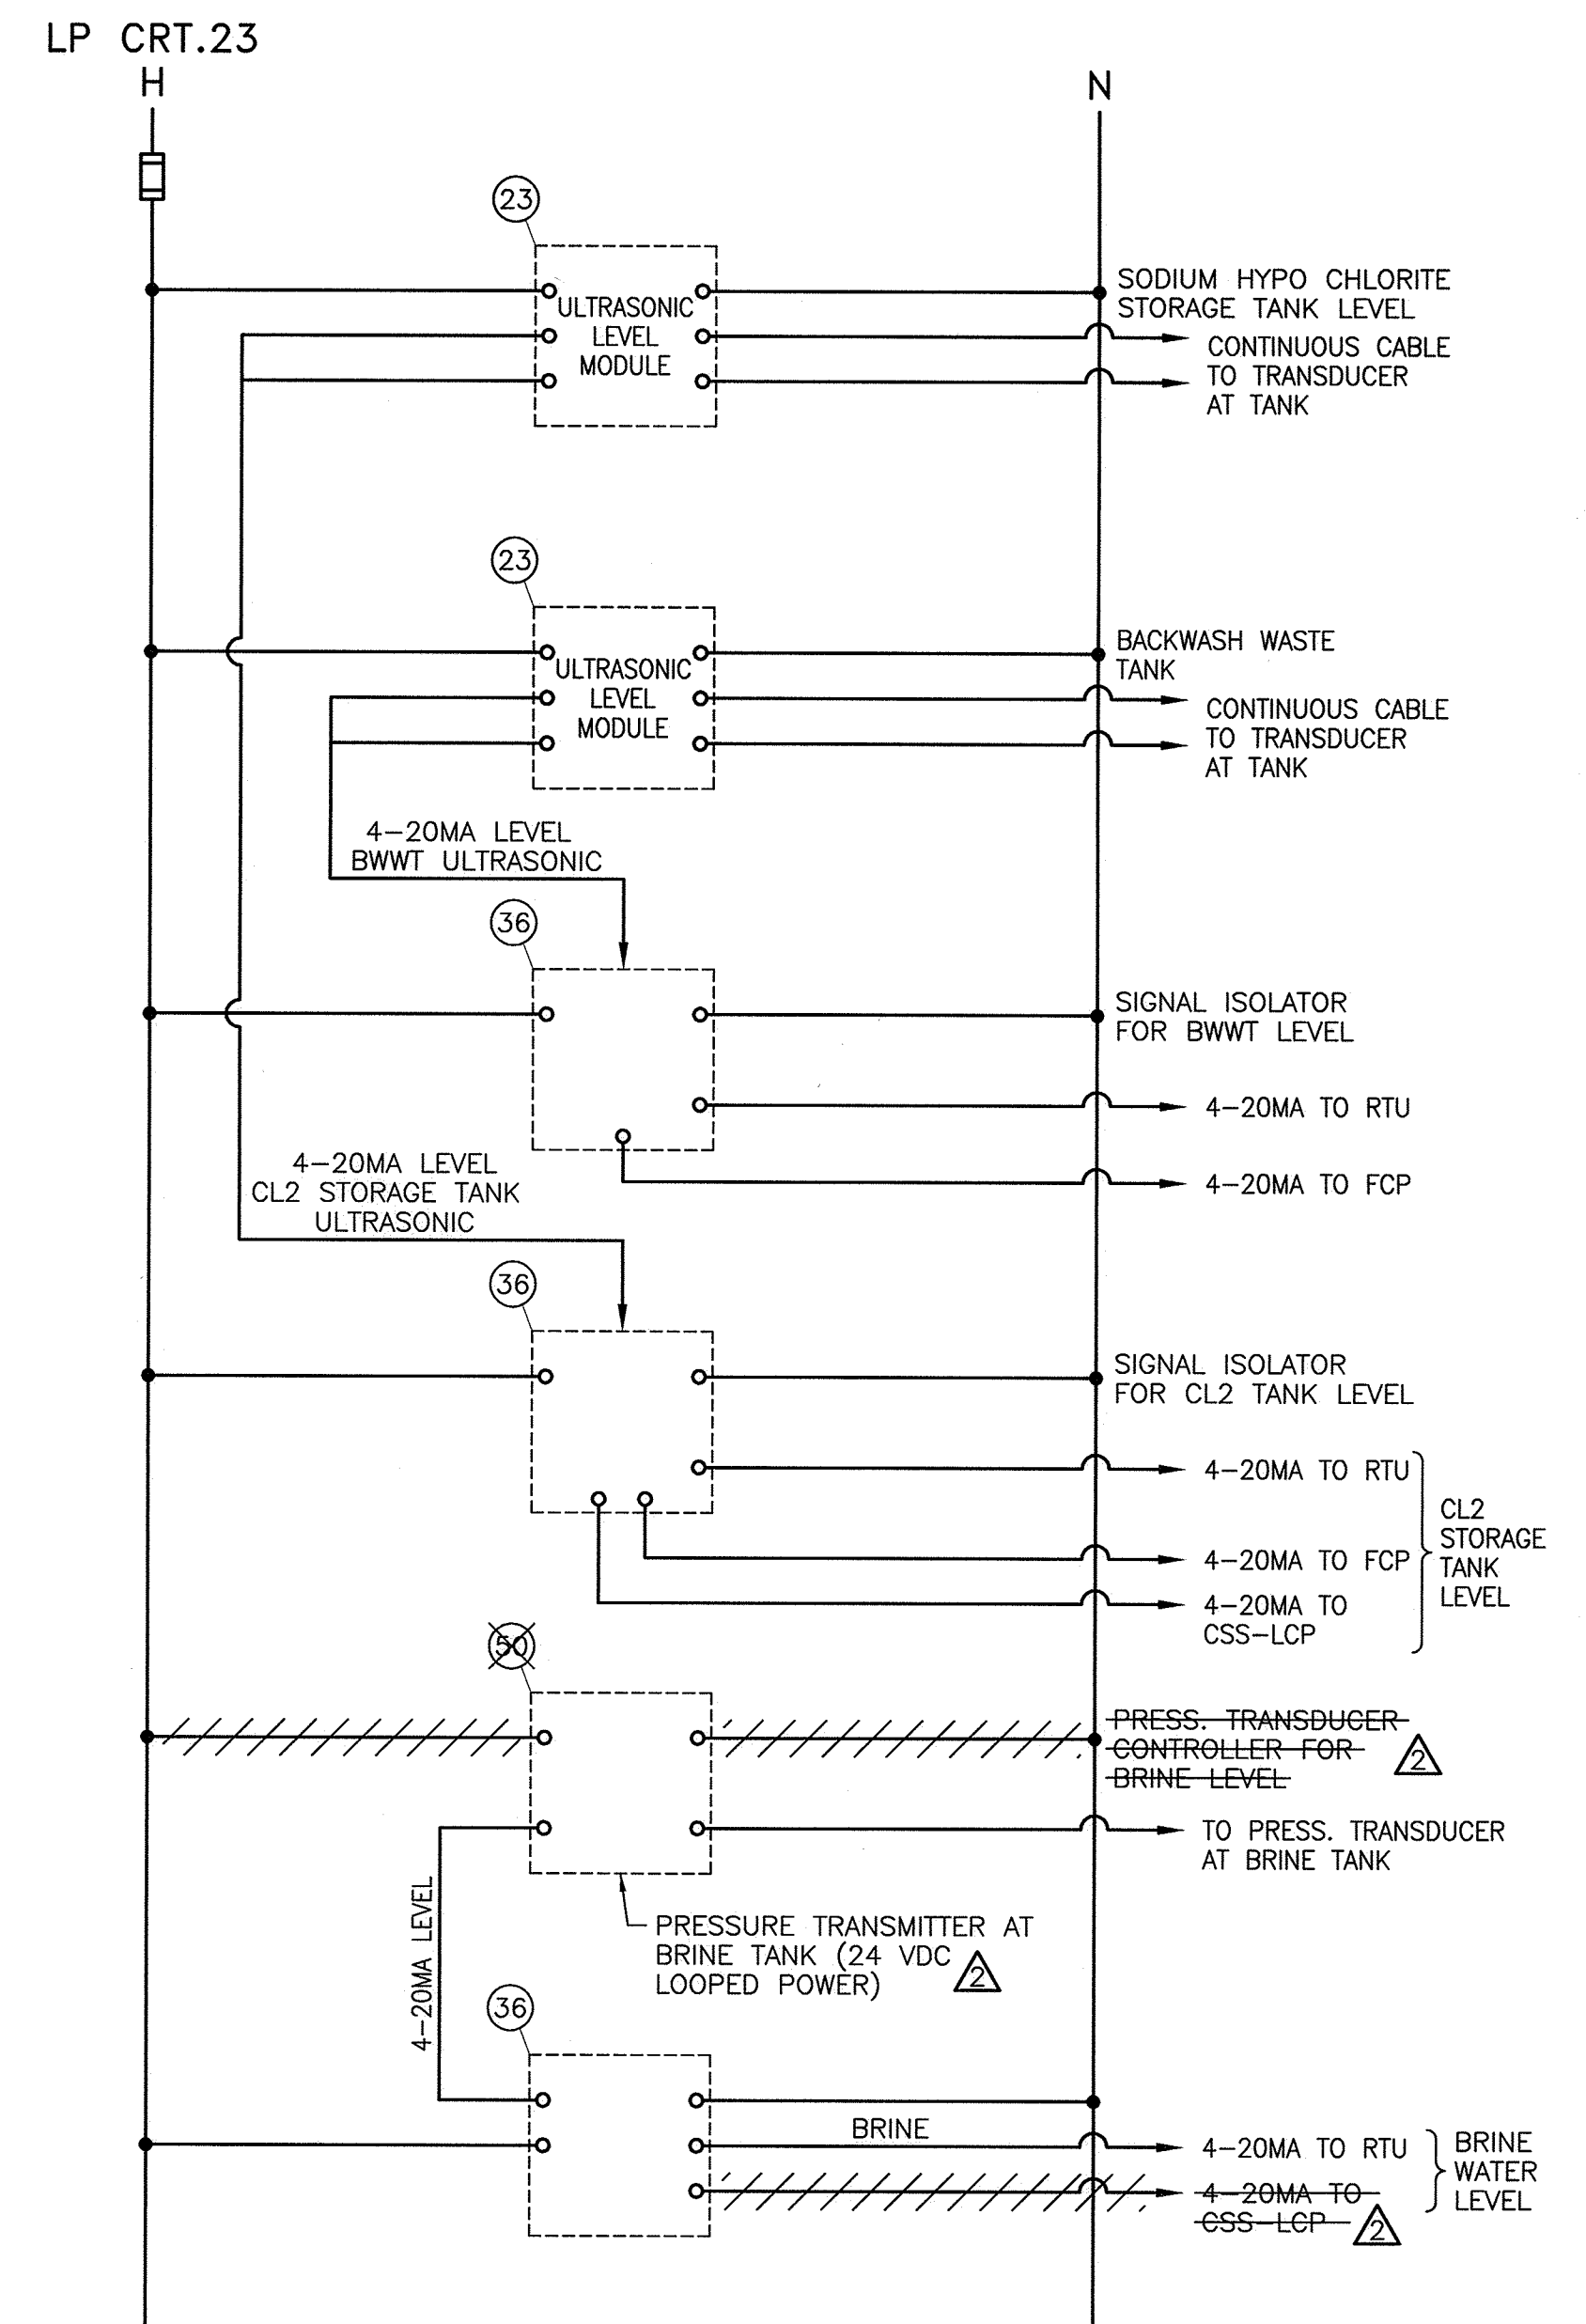 LP CRT.23
H
N
23
ULTRASONIC
LEVEL
MODULE
SODIUM HYPO CHLORITE
STORAGE TANK LEVEL
CONTINUOUS CABLE
TO TRANSDUCER
AT TANK
23
ULTRASONIC
LEVEL
MODULE
BACKWASH WASTE
TANK
CONTINUOUS CABLE
TO TRANSDUCER
AT TANK
4-20MA LEVEL
BWWT ULTRASONIC
36
SIGNAL ISOLATOR
FOR BWWT LEVEL
4-20MA TO RTU
4-20MA TO FCP
4-20MA LEVEL
CL2 STORAGE TANK
ULTRASONIC
36
SIGNAL ISOLATOR
FOR CL2 TANK LEVEL
4-20MA TO RTU
4-20MA TO FCP
4-20MA TO
CSS-LCP
CL2
STORAGE
TANK
LEVEL
50
PRESS. TRANSDUCER
CONTROLLER FOR
BRINE LEVEL
2
TO PRESS. TRANSDUCER
AT BRINE TANK
PRESSURE TRANSMITTER AT
BRINE TANK (24 VDC
LOOPED POWER)
2
4-20MA LEVEL
36
BRINE
4-20MA TO RTU
4-20MA TO
CSS-LCP
2
BRINE
WATER
LEVEL